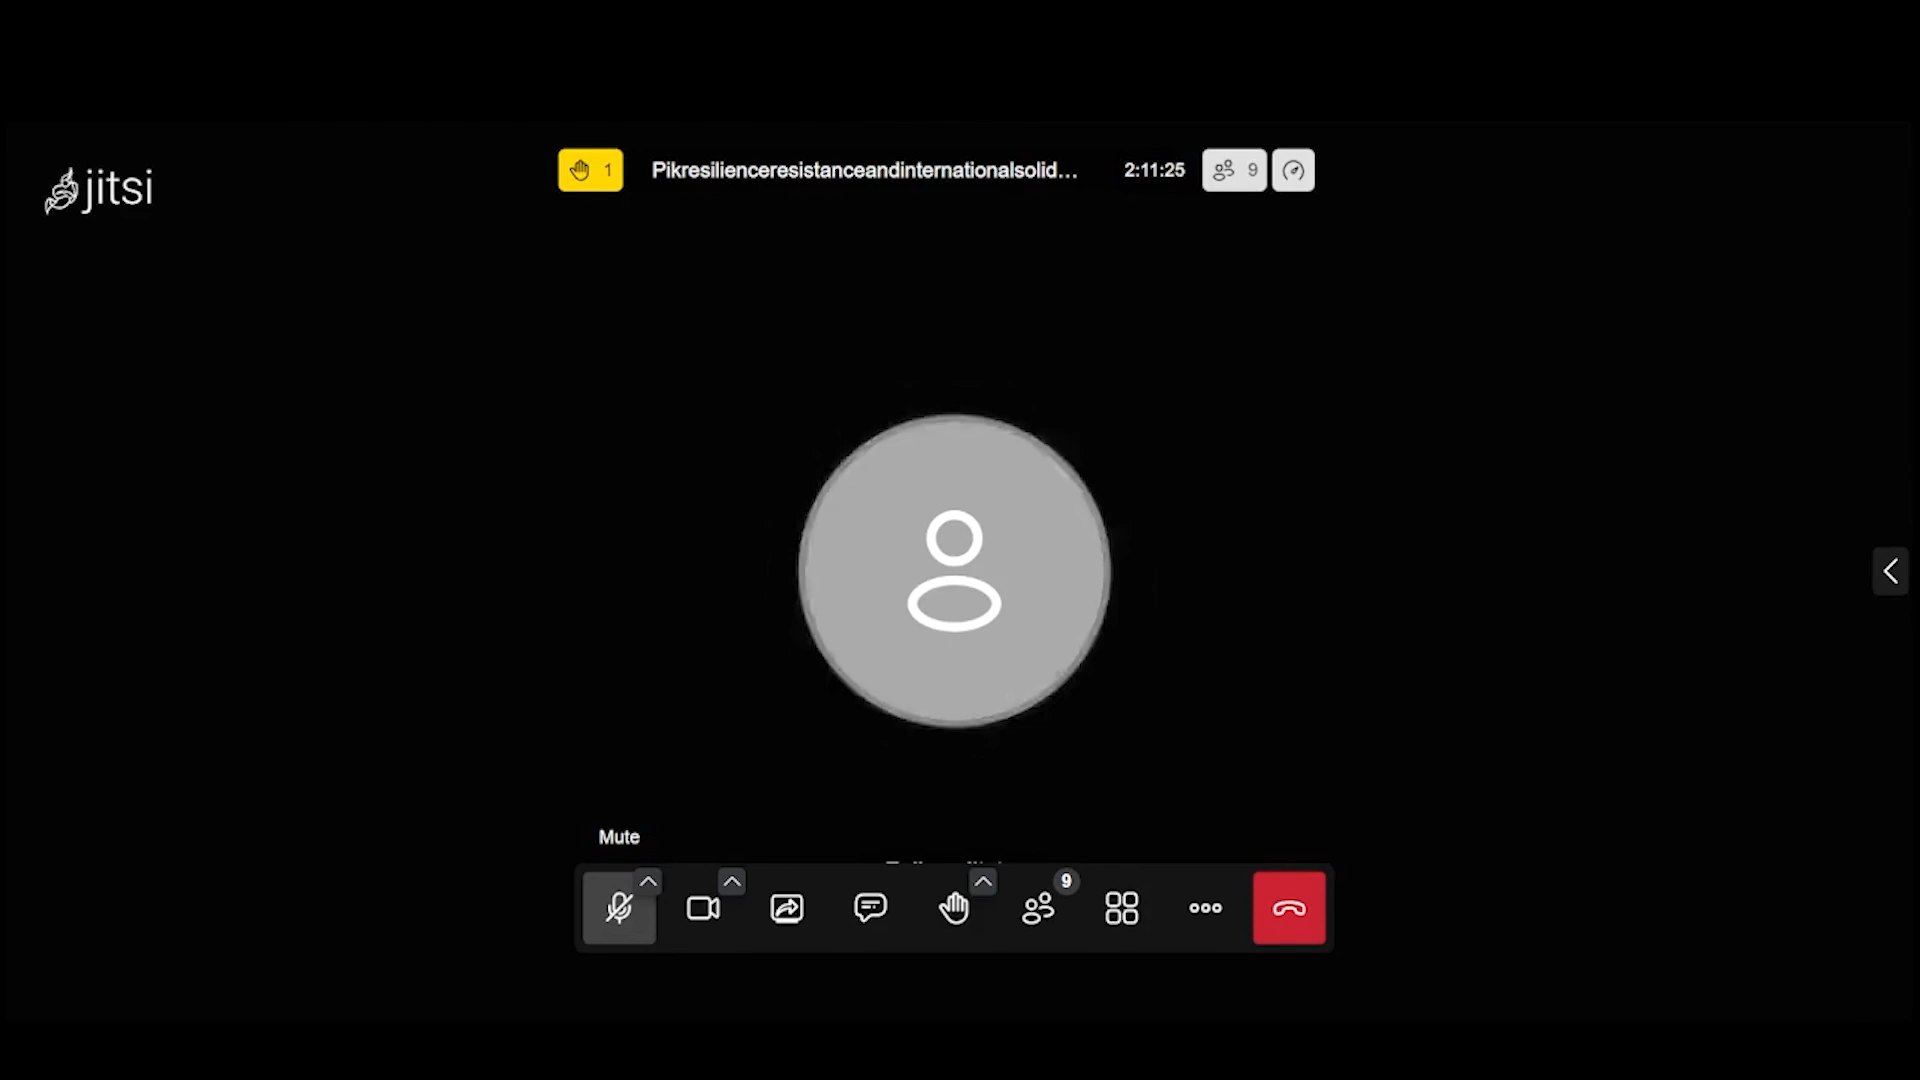 jitsi
1
Pikresilienceresistanceandinternationalsolid...
2:11:25
9
Mute
9